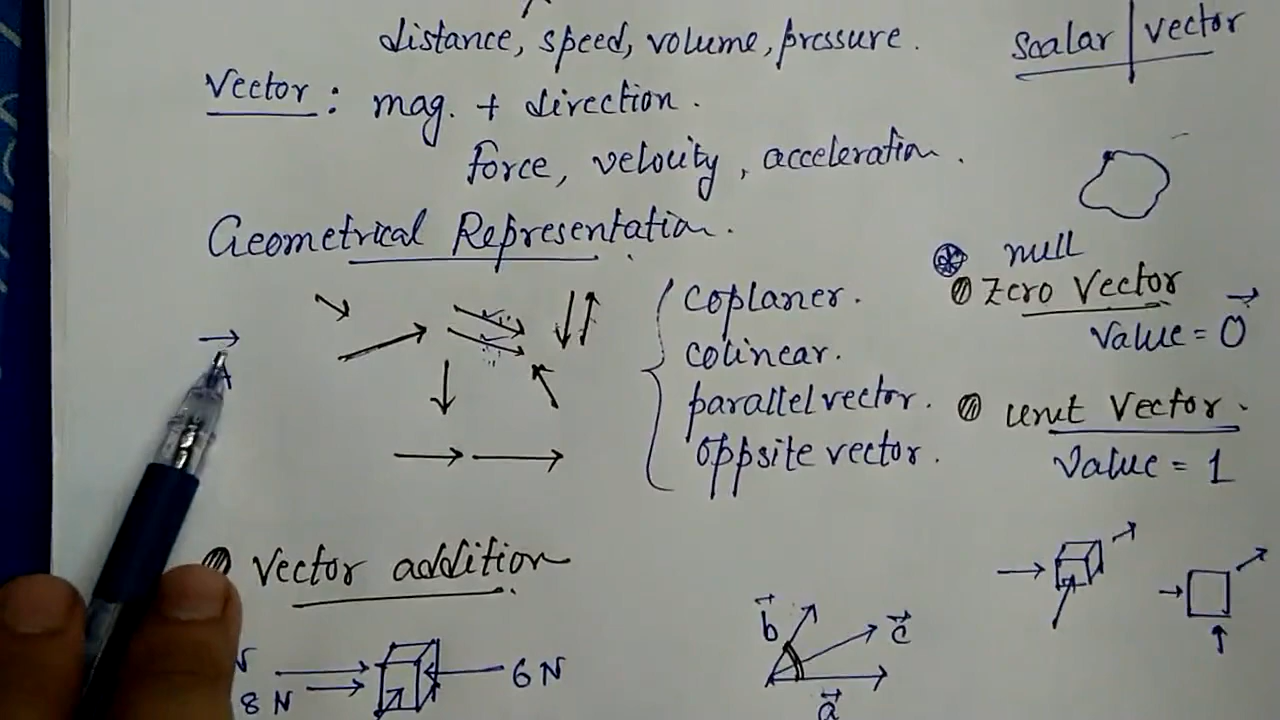 distance, speed, volume, pressure.
Scalar | vector
Vector : mag. + direction.
force, velocity, acceleration.
Geometrical Representation.
null
Zero Vector
Value = 0
A
coplaner.
colinear.
parallel vector.
oppsite vector.
unit Vector.
Value = 1
Vector addition
8 N
6 N
b
c
a